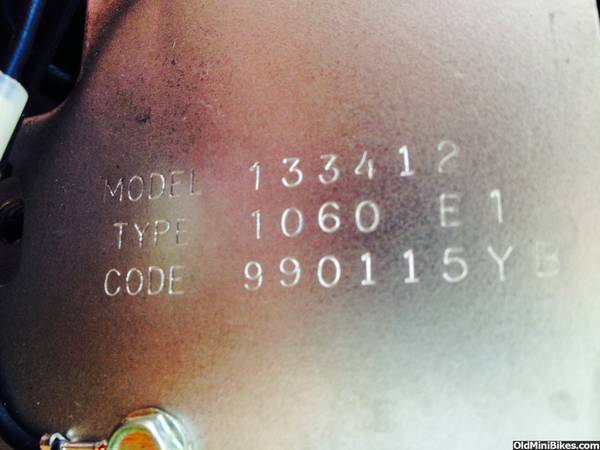 MODEL 133412
TYPE 1060 E1
CODE 990115YB
OldMiniBikes.com